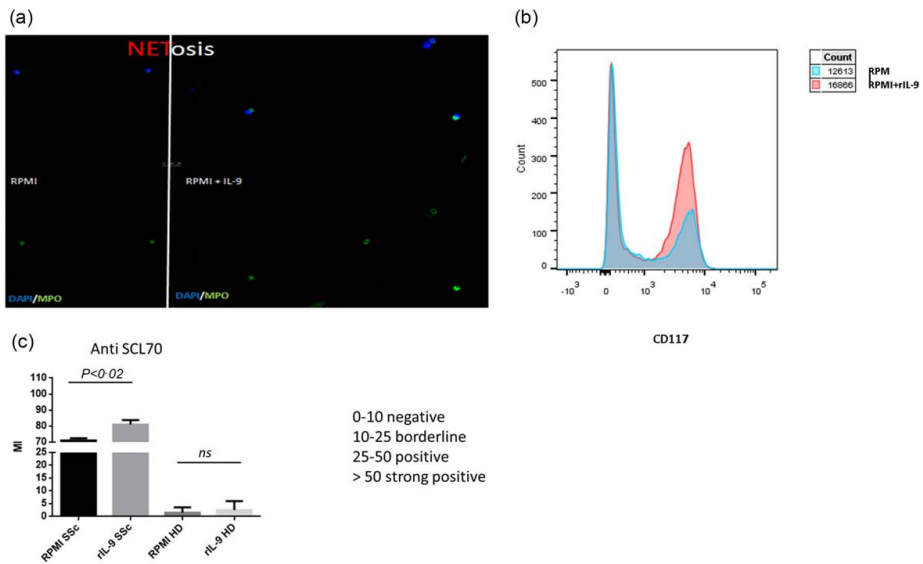 (a)
NETosis
RPMI
RPMI + IL-9
DAPI/MPO
DAPI/MPO
(b)
Count
500
400
300
200
100
0
-10³
0
10³
10⁴
10⁵
CD117
Count
12613 RPM
16866 RPMI+rIL-9
(c)
Anti SCL70
P<0·02
ns
MI
110
100
90
80
70
25
20
15
10
5
0
RPMI SSc
rIL-9 SSc
RPMI HD
rIL-9 HD
0-10 negative
10-25 borderline
25-50 positive
> 50 strong positive